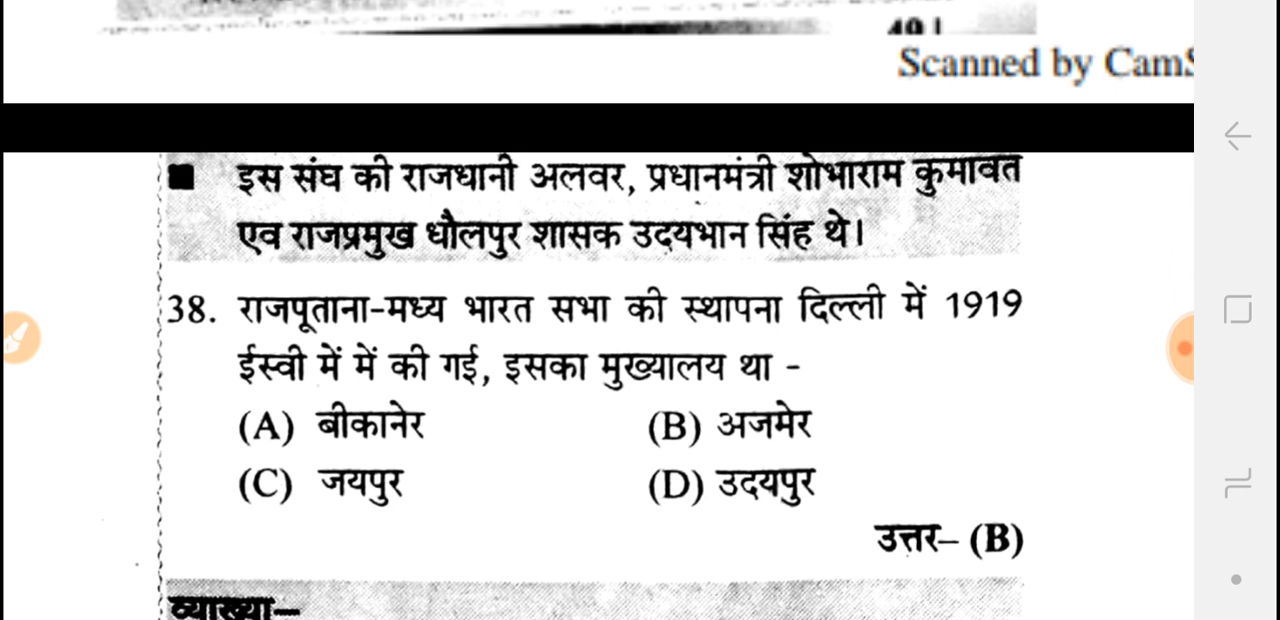 49 |
Scanned by Cam
■ इस संघ की राजधानी अलवर, प्रधानमंत्री शोभाराम कुमावत
एव राजप्रमुख धौलपुर शासक उदयभान सिंह थे।
38. राजपूताना-मध्य भारत सभा की स्थापना दिल्ली में 1919
ईस्वी में में की गई, इसका मुख्यालय था -
(A) बीकानेर (B) अजमेर
(C) जयपुर (D) उदयपुर
उत्तर– (B)
व्याख्या–